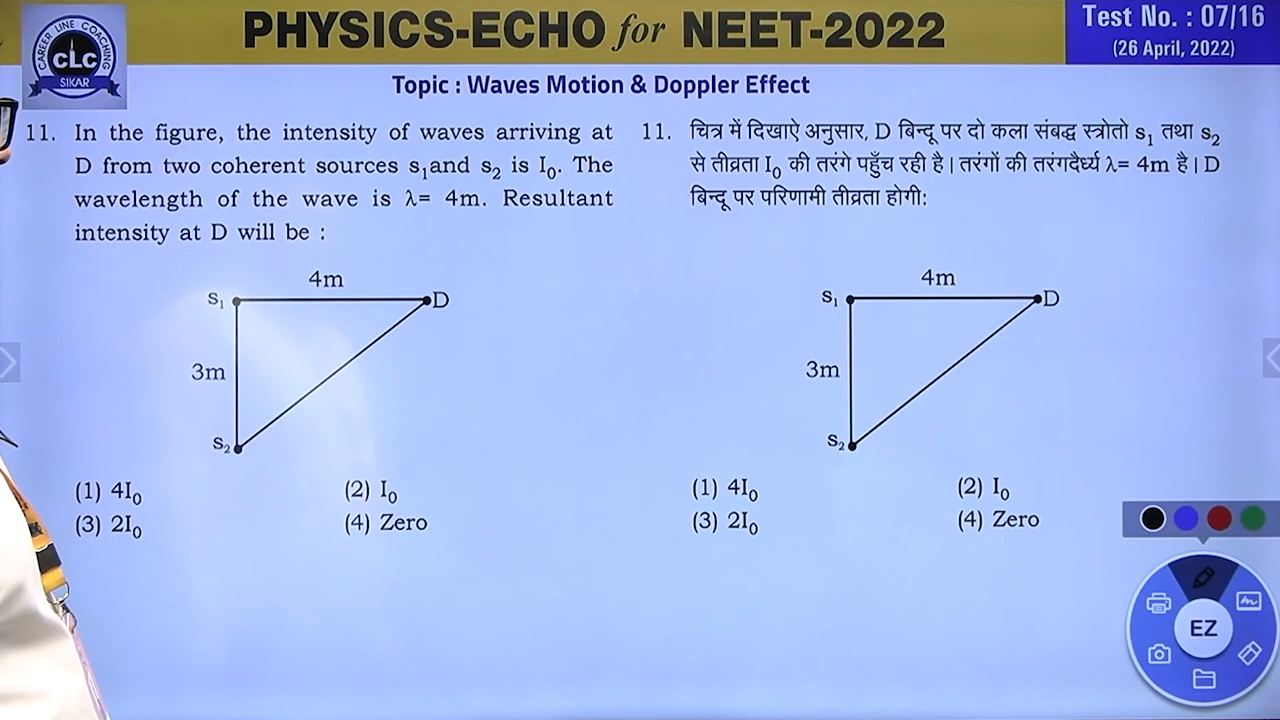 PHYSICS-ECHO for NEET-2022
Test No. : 07/16
(26 April, 2022)
CAREER LINE COACHING
CLC
SIKAR
Topic : Waves Motion & Doppler Effect
11. In the figure, the intensity of waves arriving at
D from two coherent sources s₁and s₂ is I₀. The
wavelength of the wave is λ= 4m. Resultant
intensity at D will be :
4m
S₁
D
3m
S₂
(1) 4I₀ (2) I₀
(3) 2I₀ (4) Zero
11. चित्र में दिखाऐ अनुसार, D बिन्दू पर दो कला संबद्ध स्त्रोतो s₁ तथा s₂
से तीव्रता I₀ की तरंगे पहुँच रही है। तरंगों की तरंगदैर्ध्य λ= 4m है। D
बिन्दू पर परिणामी तीव्रता होगी:
4m
S₁
D
3m
S₂
(1) 4I₀ (2) I₀
(3) 2I₀ (4) Zero
EZ